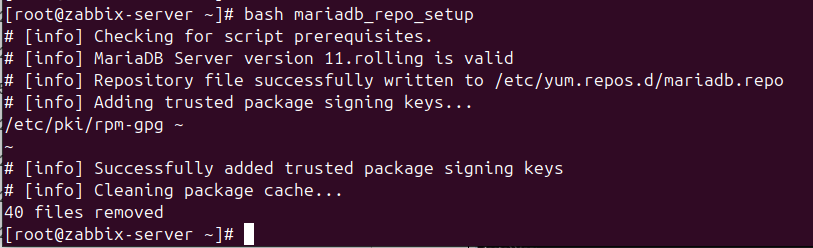 [root@zabbix-server ~]# bash mariadb_repo_setup
# [info] Checking for script prerequisites.
# [info] MariaDB Server version 11.rolling is valid
# [info] Repository file successfully written to /etc/yum.repos.d/mariadb.repo
# [info] Adding trusted package signing keys...
/etc/pki/rpm-gpg ~
~
# [info] Successfully added trusted package signing keys
# [info] Cleaning package cache...
40 files removed
[root@zabbix-server ~]#